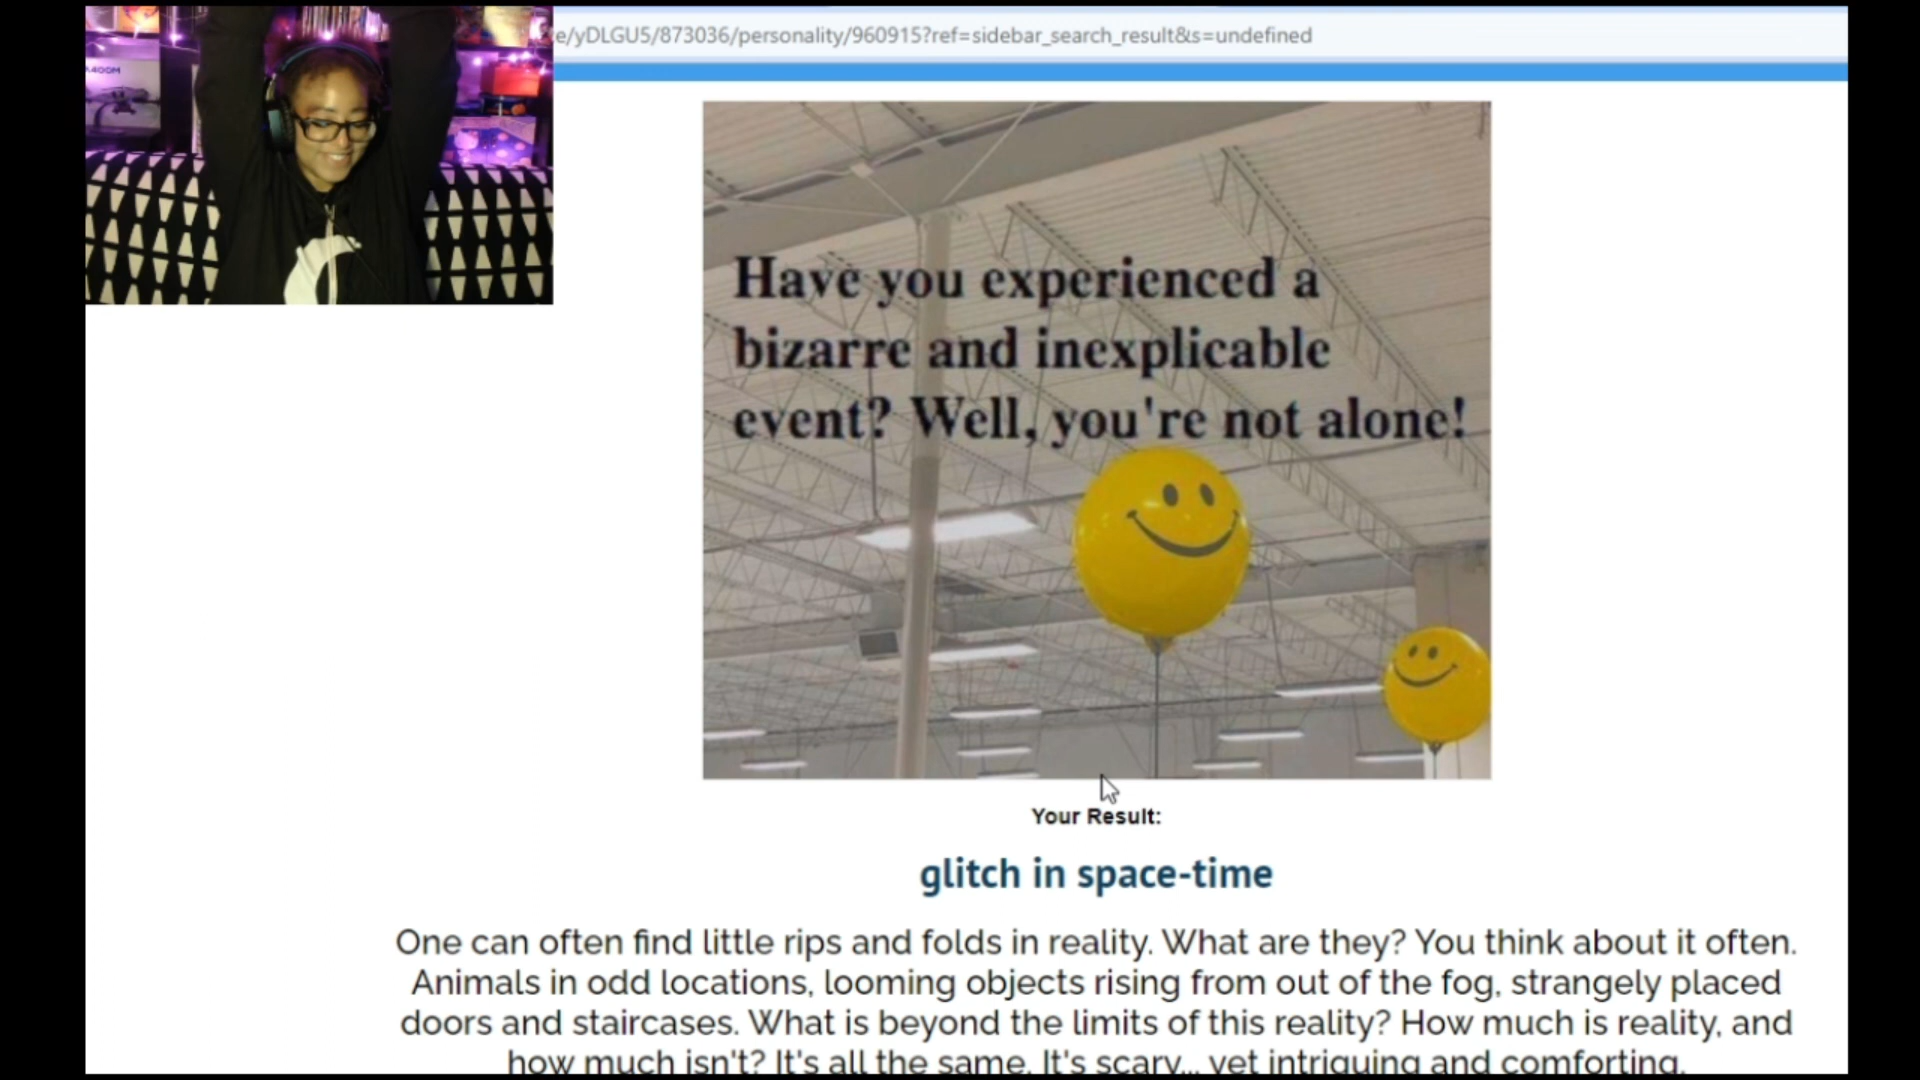 e/yDLGU5/873036/personality/960915?ref=sidebar_search_result&s=undefined
Have you experienced a
bizarre and inexplicable
event? Well, you're not alone!
Your Result:
glitch in space-time
One can often find little rips and folds in reality. What are they? You think about it often.
Animals in odd locations, looming objects rising from out of the fog, strangely placed
doors and staircases. What is beyond the limits of this reality? How much is reality, and
how much isn't? It's all the same. It's scary... yet intriguing and comforting.